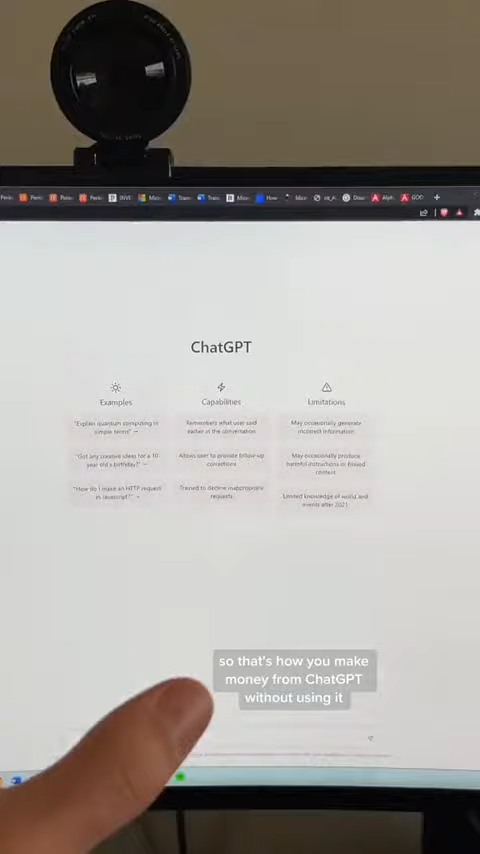 INVE
How
ChatGPT
Examples
Capabilities
Limitations
"Explain quantum computing in
simple terms" →
Remembers what user said
earlier in the conversation
May occasionally generate
incorrect information
"Got any creative ideas for a 10
year old's birthday?" →
Allows user to provide follow-up
corrections
May occasionally produce
harmful instructions or biased
content
"How do I make an HTTP request
in Javascript?" →
Trained to decline inappropriate
requests
Limited knowledge of world and
events after 2021
so that's how you make
money from ChatGPT
without using it